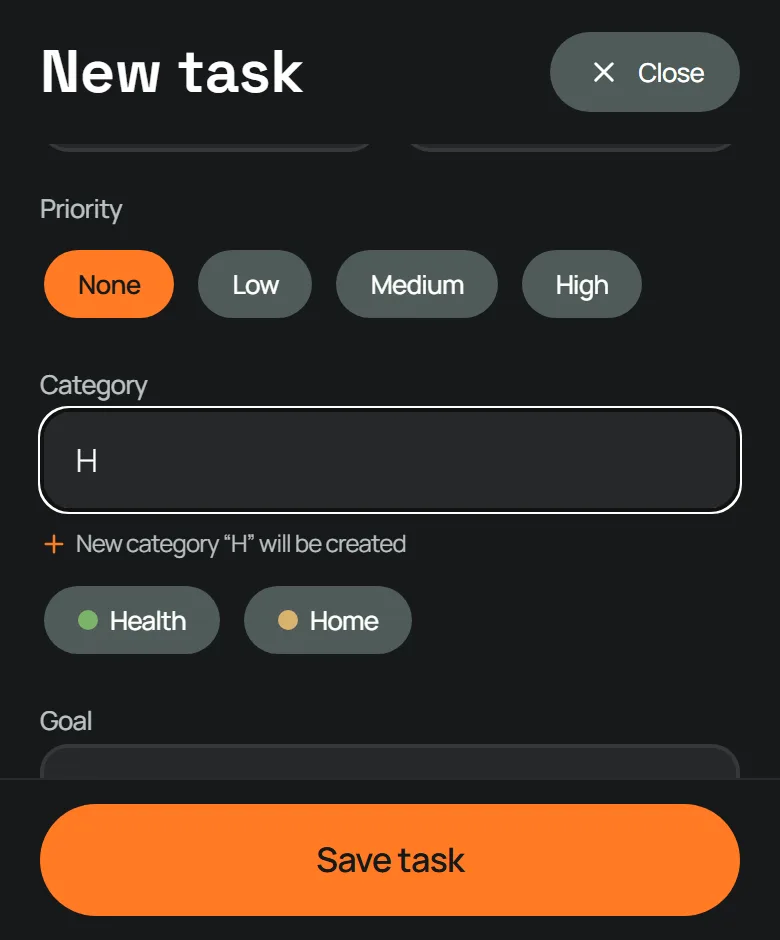 New task
Close
Priority
None Low Medium High
Category
H
New category “H” will be created
Health Home
Goal
Save task